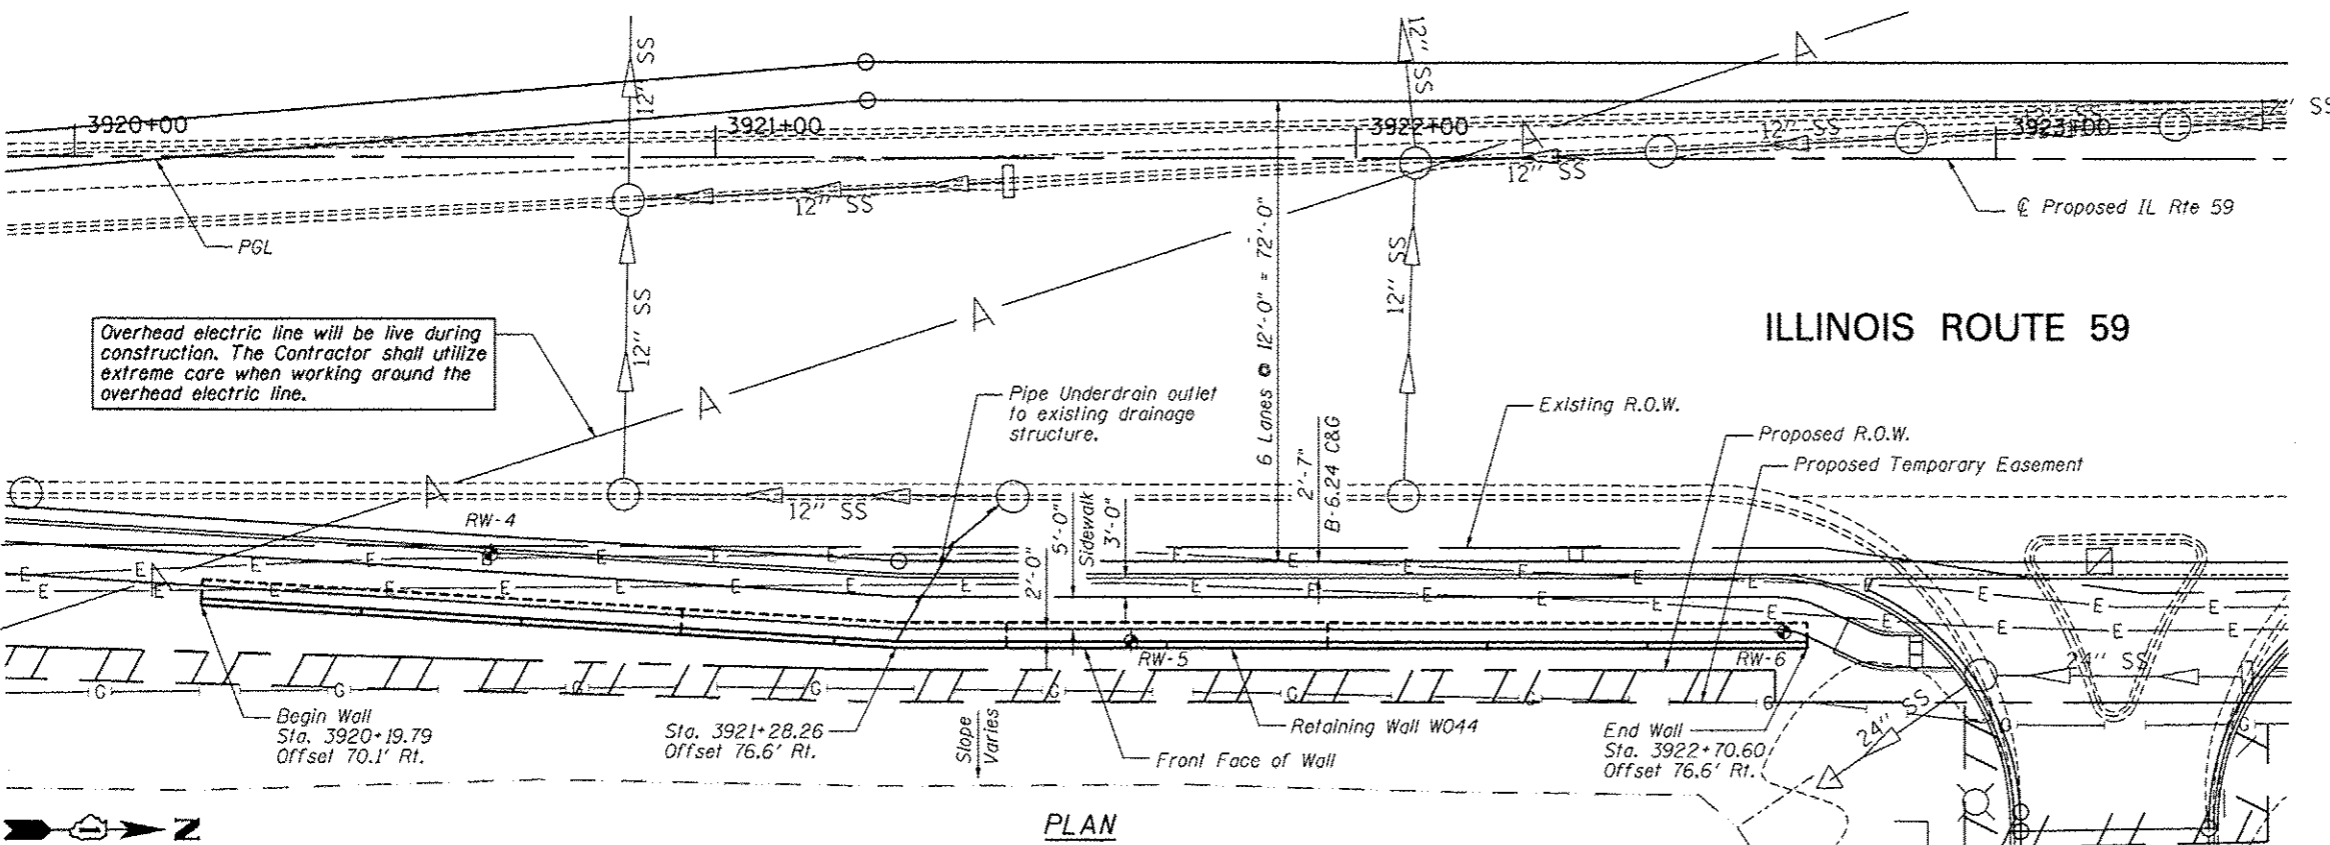 12" SS
12" SS
12" SS
12" SS
A
3920+00
3921+00
3922+00
A
12" SS
SS
3923+00
SS
12" SS
12" SS
PGL
℄ Proposed IL Rte 59
12" SS
12" SS
6 Lanes @ 12'-0" = 72'-0"
A
ILLINOIS ROUTE 59
Overhead electric line will be live during
construction. The Contractor shall utilize
extreme care when working around the
overhead electric line.
A
Pipe Underdrain outlet
to existing drainage
structure.
Existing R.O.W.
Proposed R.O.W.
Proposed Temporary Easement
2'-7"
B-6.24 C&G
A
12" SS
RW-4
5'-0"
Sidewalk
3'-0"
2'-0"
E E E E E E
A
RW-5
RW-6
24" SS
24" SS
G G G G G G G
Begin Wall
Sta. 3920+19.79
Offset 70.1' Rt.
Sta. 3921+28.26
Offset 76.6' Rt.
Slope
Varies
Retaining Wall W044
Front Face of Wall
End Wall
Sta. 3922+70.60
Offset 76.6' Rt.
Z
PLAN